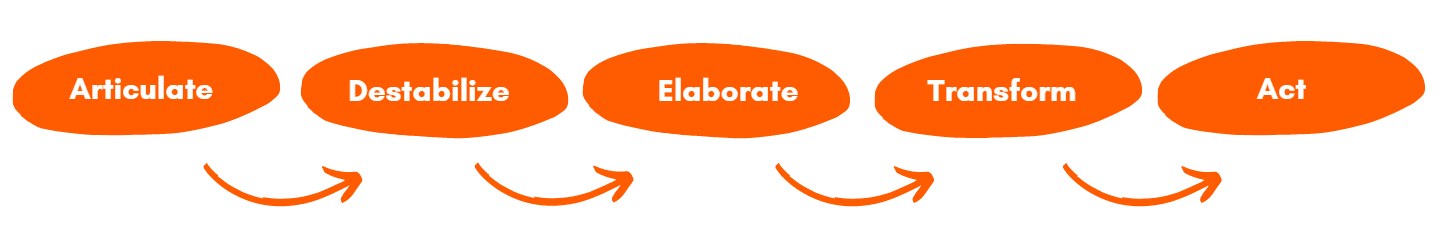 Articulate
Destabilize
Elaborate
Transform
Act